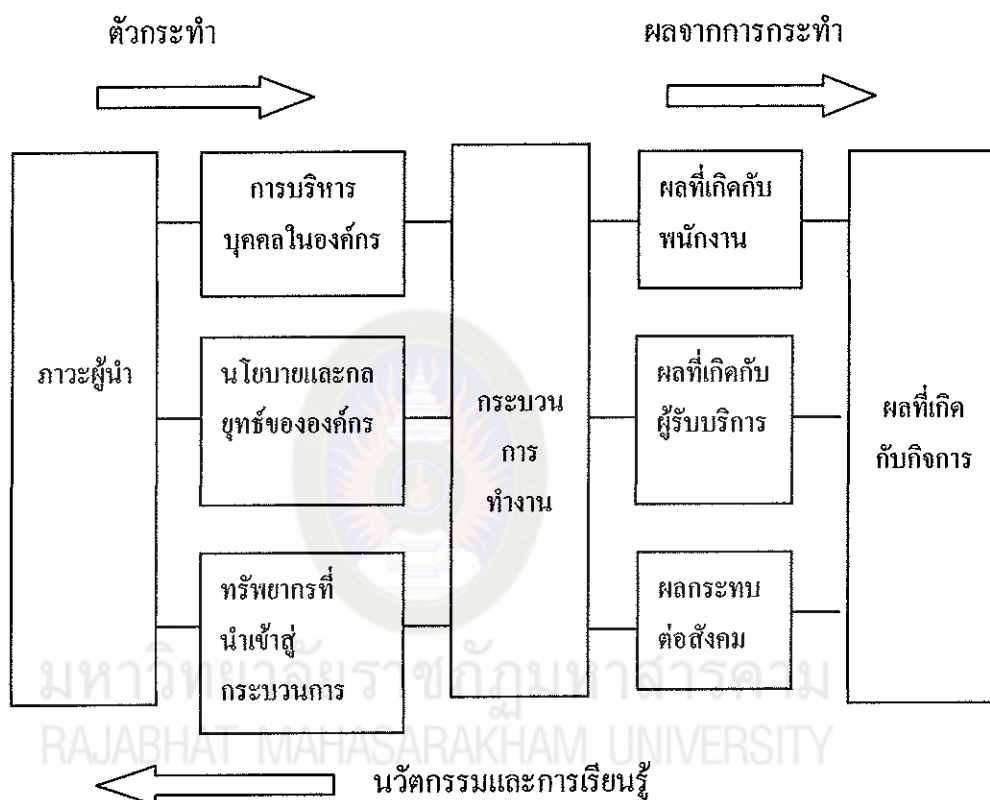 ตัวกระทำ
ผลจากการกระทำ
ภาวะผู้นำ
การบริหาร
บุคคลในองค์กร
นโยบายและกล
ยุทธ์ขององค์กร
ทรัพยากรที่
นำเข้าสู่
กระบวนการ
กระบวน
การ
ทำงาน
ผลที่เกิดกับ
พนักงาน
ผลที่เกิดกับ
ผู้รับบริการ
ผลกระทบ
ต่อสังคม
ผลที่เกิด
กับกิจการ
มหาวิทยาลัยราชภัฏมหาสารคาม
RAJABHAT MAHASARAKHAM UNIVERSITY
นวัตกรรมและการเรียนรู้